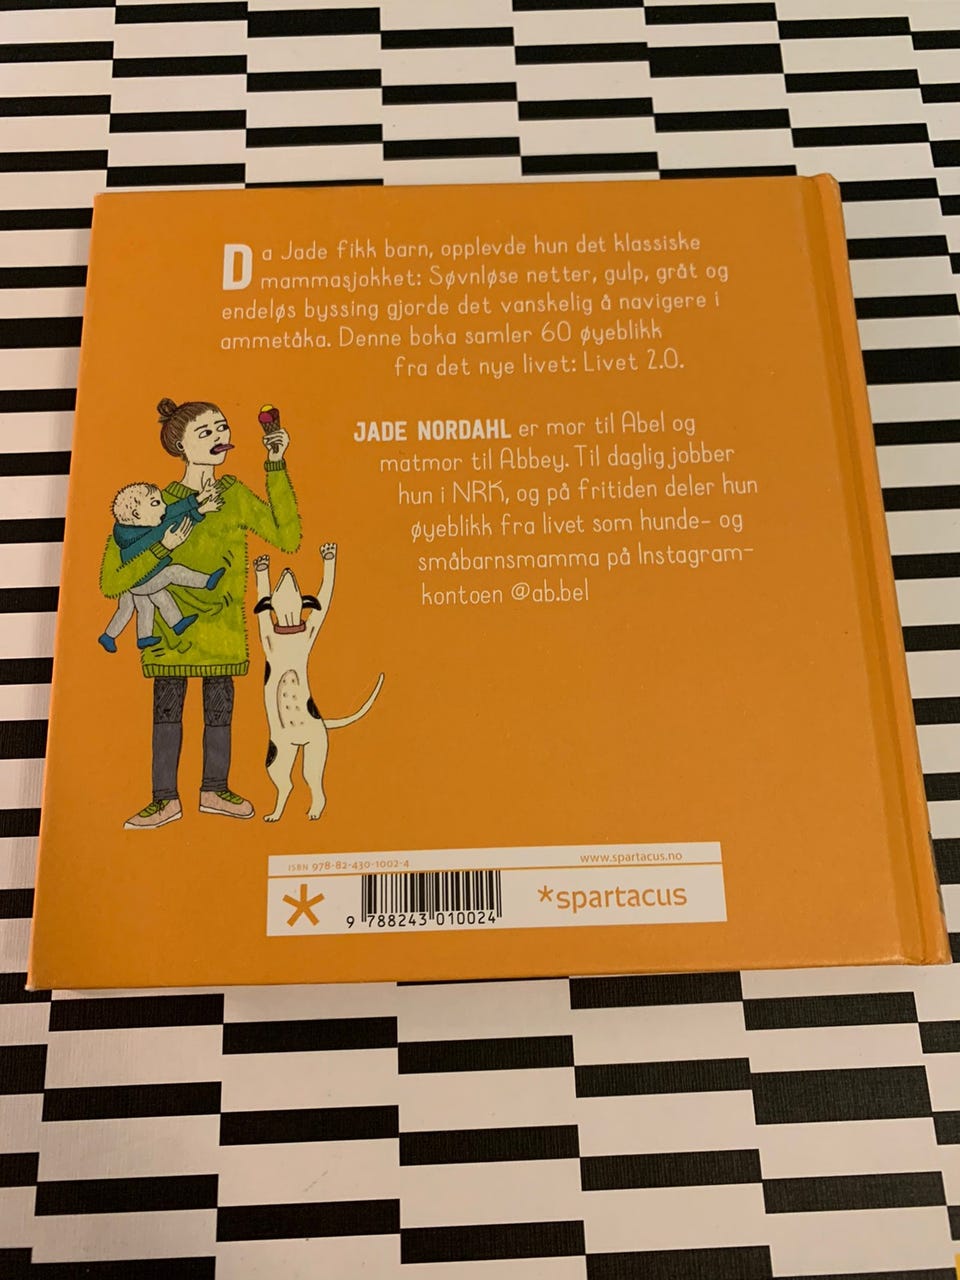 Da Jade fikk barn, opplevde hun det klassiske
mammasjokket: Søvnløse netter, gulp, gråt og
endeløs byssing gjorde det vanskelig å navigere i
ammetåka. Denne boka samler 60 øyeblikk
fra det nye livet: Livet 2.0.
JADE NORDAHL er mor til Abel og
matmor til Abbey. Til daglig jobber
hun i NRK, og på fritiden deler hun
øyeblikk fra livet som hunde- og
småbarnsmamma på Instagram-
kontoen @ab.bel
ISBN 978-82-430-1002-4
www.spartacus.no
*
9 788243 010024
*spartacus